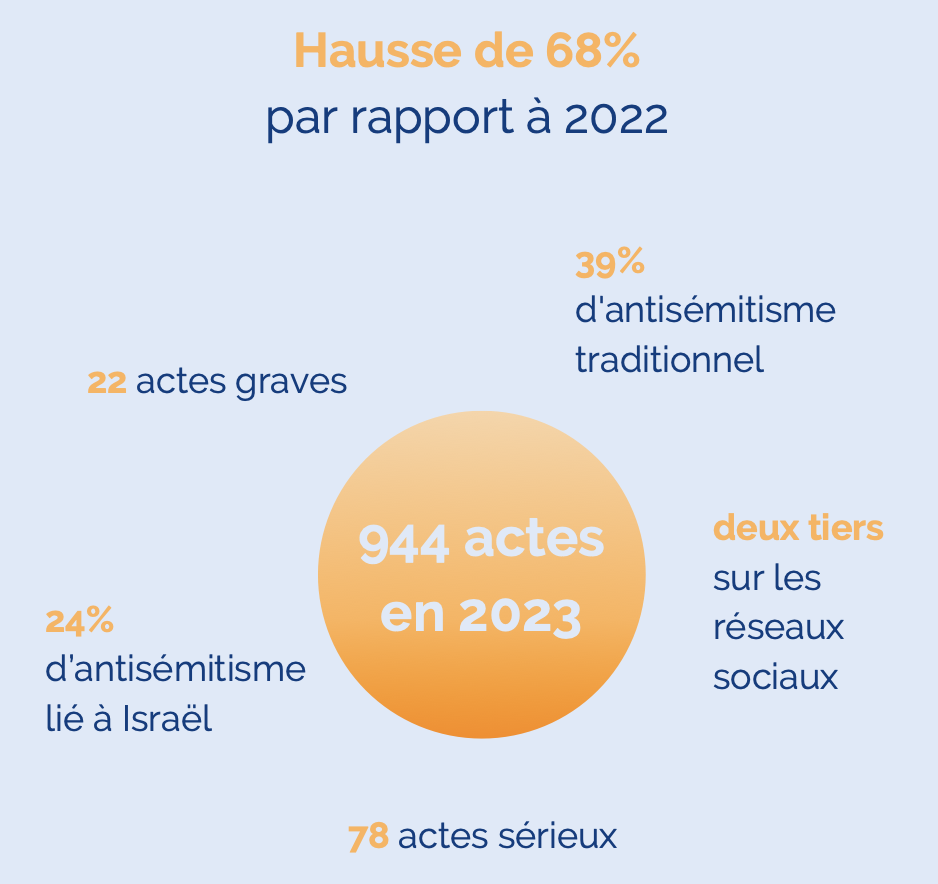 Hausse de 68%
par rapport à 2022
39%
d'antisémitisme
traditionnel
22 actes graves
944 actes
en 2023
deux tiers
sur les
réseaux
sociaux
24%
d'antisémitisme
lié à Israël
78 actes sérieux